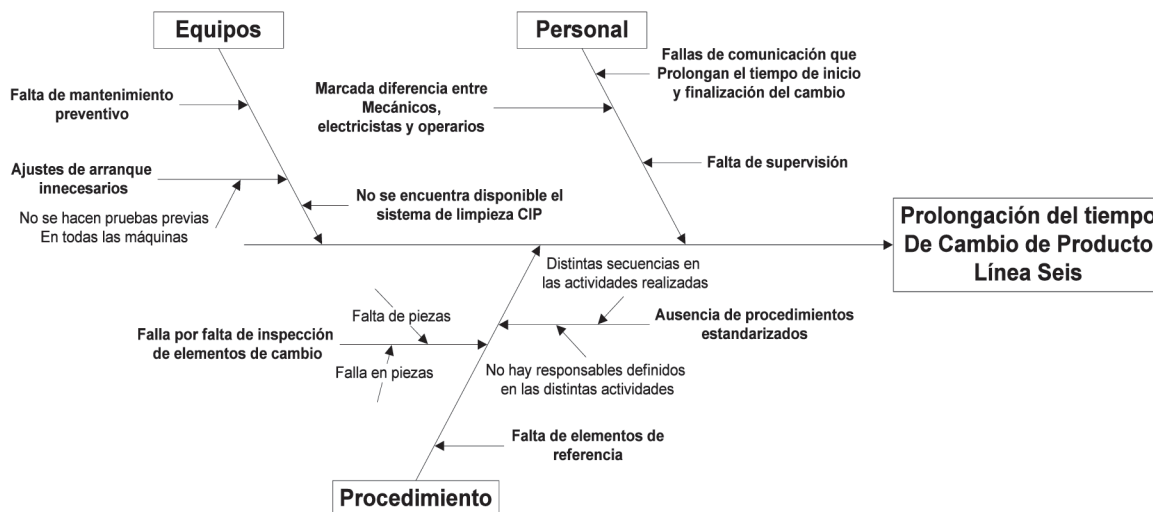 Equipos
Personal
Falta de mantenimiento
preventivo
Ajustes de arranque
innecesarios
No se hacen pruebas previas
En todas las máquinas
No se encuentra disponible el
sistema de limpieza CIP
Marcada diferencia entre
Mecánicos,
electricistas y operarios
Fallas de comunicación que
Prolongan el tiempo de inicio
y finalización del cambio
Falta de supervisión
Prolongación del tiempo
De Cambio de Producto
Línea Seis
Falta de piezas
Falla por falta de inspección
de elementos de cambio
Falla en piezas
Distintas secuencias en
las actividades realizadas
Ausencia de procedimientos
estandarizados
No hay responsables definidos
en las distintas actividades
Falta de elementos de
referencia
Procedimiento